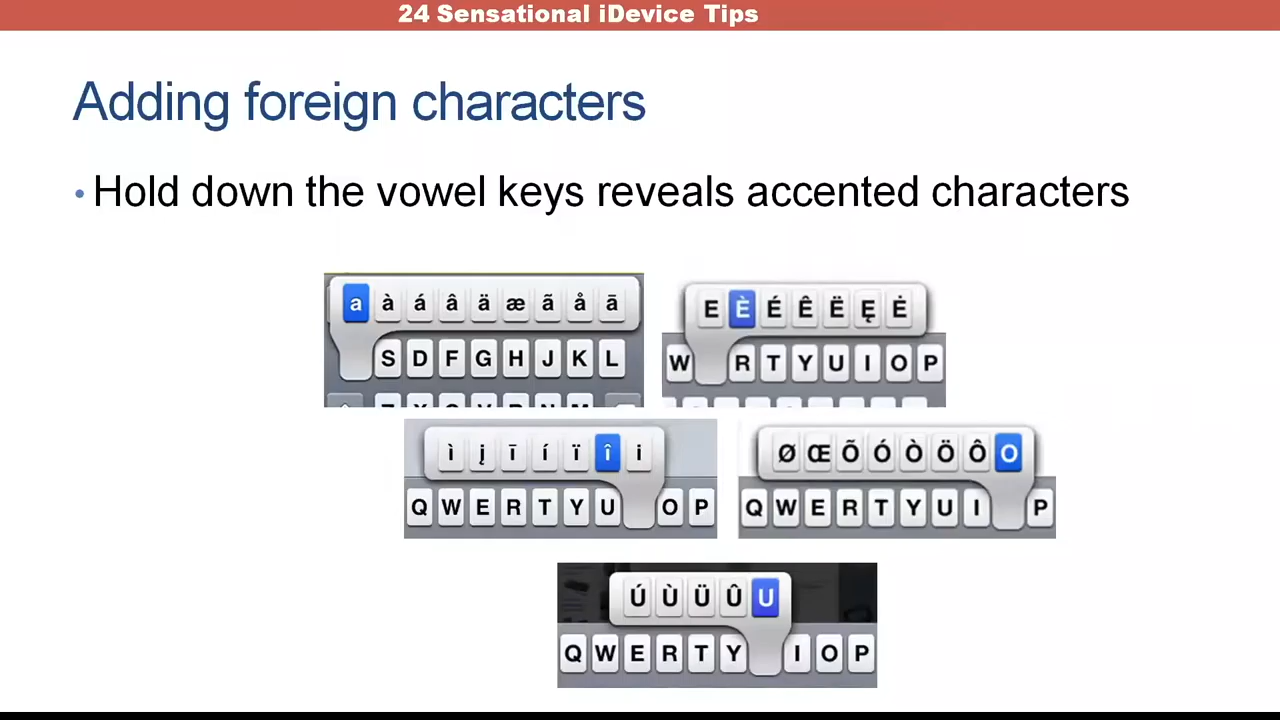 24 Sensational iDevice Tips
Adding foreign characters
• Hold down the vowel keys reveals accented characters
a à á â ä æ ã å ā
S D F G H J K L
E È É Ê Ë Ę Ė
W R T Y U I O P
ì į ī í ï î i
Q W E R T Y U O P
Ø Œ Õ Ó Ò Ö Ô O
Q W E R T Y U I P
Ú Ù Ü Û U
Q W E R T Y I O P